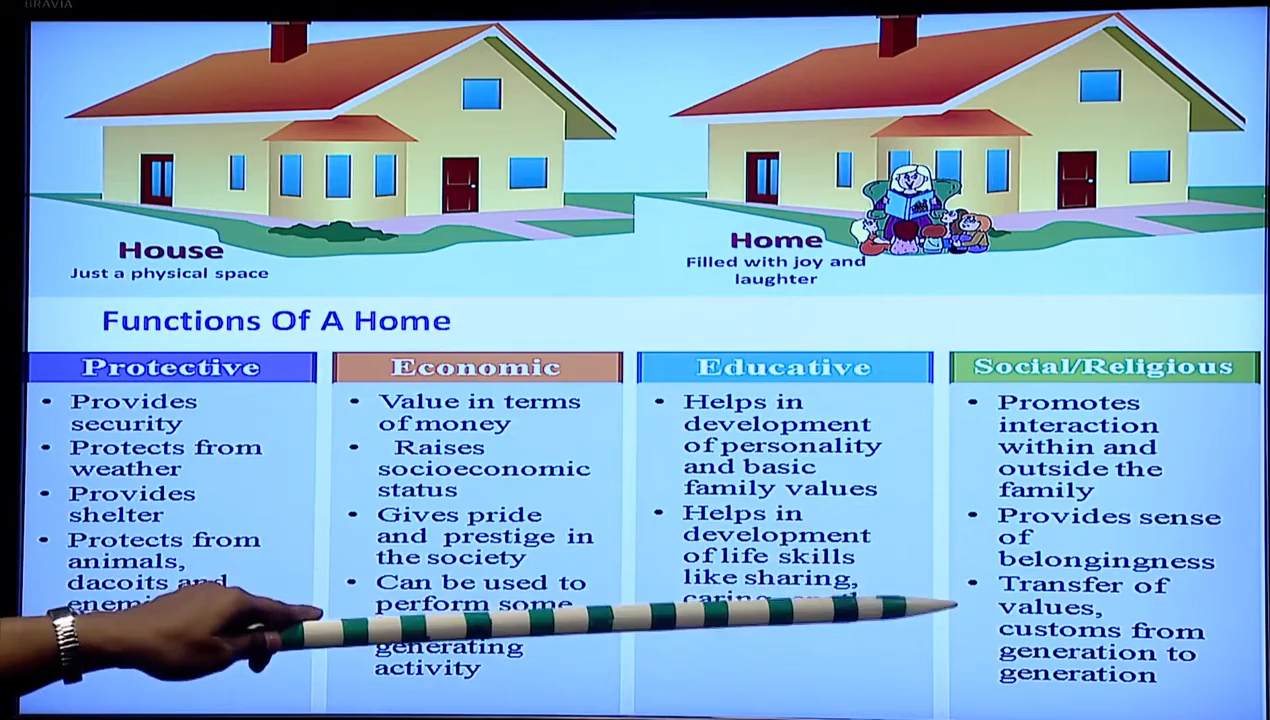 BRAVIA
House
Just a physical space
Home
Filled with joy and
laughter
Functions Of A Home
Protective
• Provides
security
• Protects from
weather
• Provides
shelter
• Protects from
animals,
dacoits and
Economic
• Value in terms
of money
• Raises
socioeconomic
status
• Gives pride
and prestige in
the society
• Can be used to
perform some
generating
activity
Educative
• Helps in
development
of personality
and basic
family values
• Helps in
development
of life skills
like sharing,
caring,
Social/Religious
• Promotes
interaction
within and
outside the
family
• Provides sense
of
belongingness
• Transfer of
values,
customs from
generation to
generation